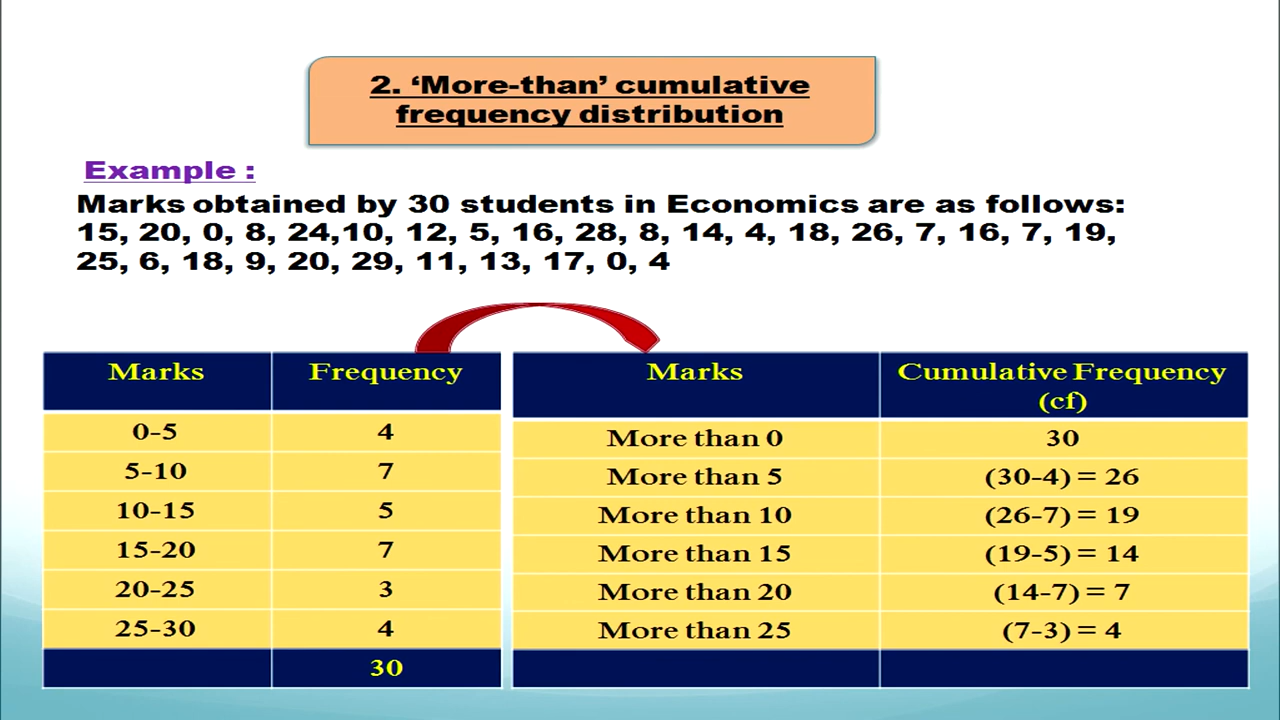 2. ‘More-than’ cumulative
frequency distribution
Example :
Marks obtained by 30 students in Economics are as follows:
15, 20, 0, 8, 24,10, 12, 5, 16, 28, 8, 14, 4, 18, 26, 7, 16, 7, 19,
25, 6, 18, 9, 20, 29, 11, 13, 17, 0, 4
Marks Frequency
0-5 4
5-10 7
10-15 5
15-20 7
20-25 3
25-30 4
30
Marks Cumulative Frequency
(cf)
More than 0 30
More than 5 (30-4) = 26
More than 10 (26-7) = 19
More than 15 (19-5) = 14
More than 20 (14-7) = 7
More than 25 (7-3) = 4